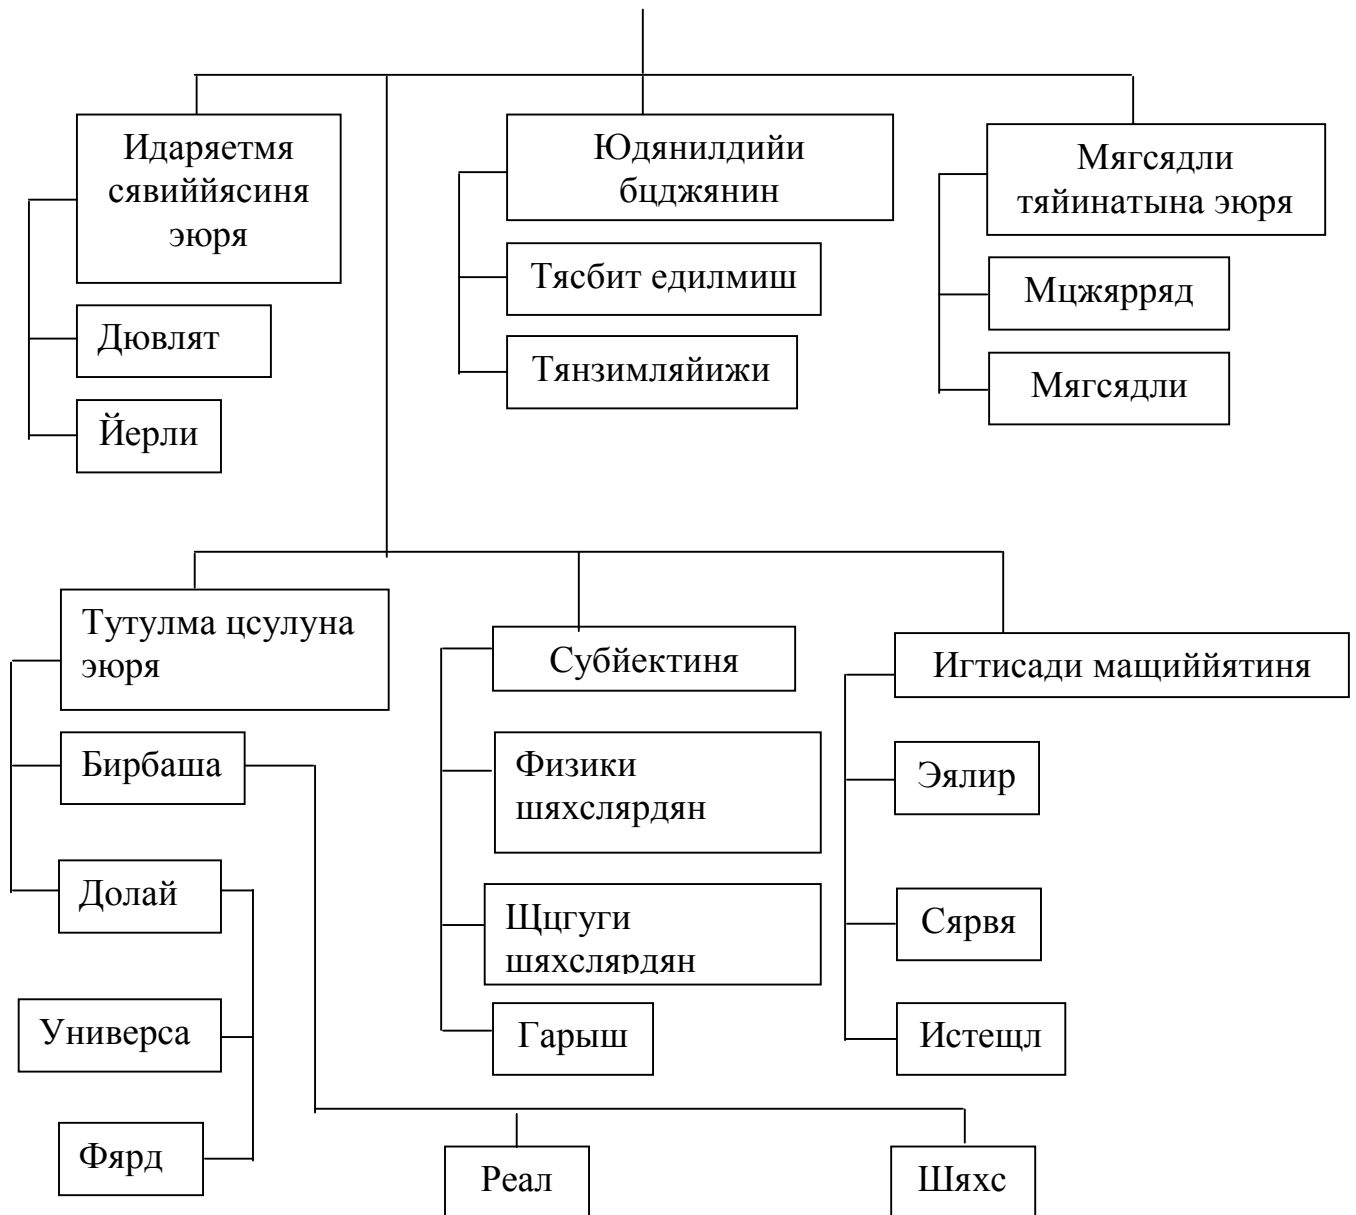 Идаряетмя
сявиййясиня
эюря
Дювлят
Йерли
Юдянилдийи
бцджянин
Тясбит едилмиш
Тянзимляйижи
Мягсядли
тяйинатына эюря
Мцжярряд
Мягсядли
Тутулма цсулуна
эюря
Бирбаша
Долай
Универса
Фярд
Реал
Шяхс
Субйектиня
Физики
шяхслярдян
Щцгуги
шяхслярдян
Гарыш
Игтисади мащиййятиня
Эялир
Сярвя
Истещл